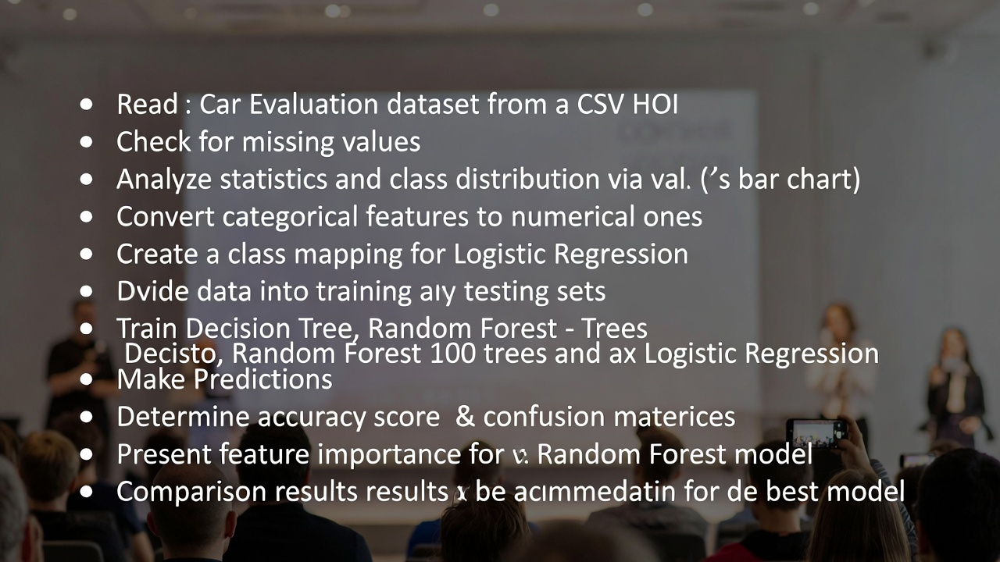 • Read : Car Evaluation dataset from a CSV HOI
• Check for missing values
• Analyze statistics and class distribution via val. (’s bar chart)
• Convert categorical features to numerical ones
• Create a class mapping for Logistic Regression
• Dvide data into training aıy testing sets
• Train Decision Tree, Random Forest - Trees
Decisto, Random Forest 100 trees and ax Logistic Regression
• Make Predictions
• Determine accuracy score & confusion materices
• Present feature importance for v. Random Forest model
• Comparison results results x be acımmedatin for de best model